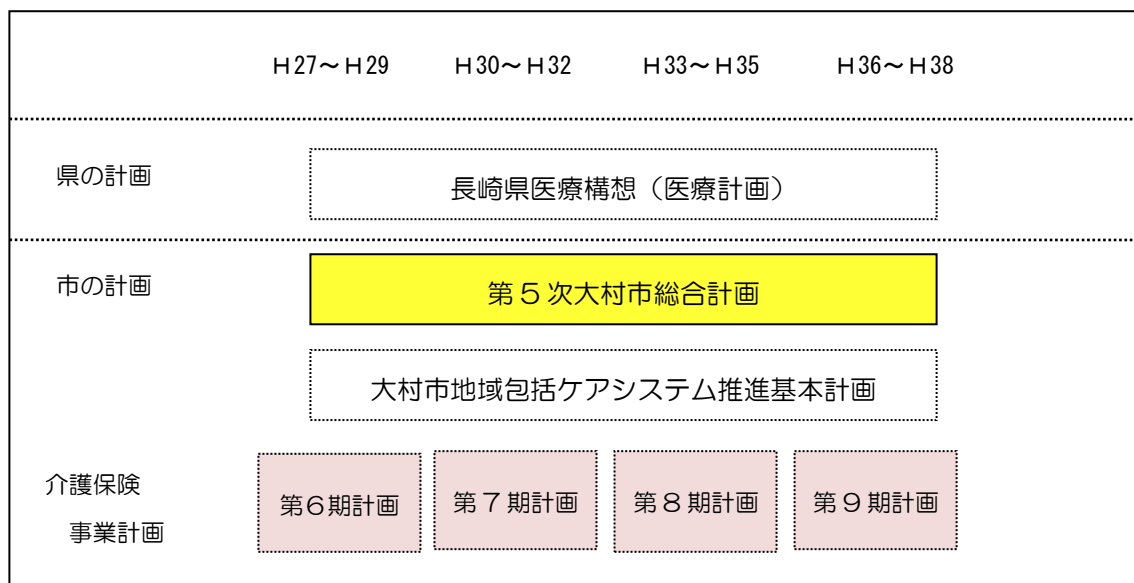 H27～H29 H30～H32 H33～H35 H36～H38
県の計画
長崎県医療構想（医療計画）
市の計画
第５次大村市総合計画
大村市地域包括ケアシステム推進基本計画
介護保険
事業計画
第6期計画 第７期計画 第８期計画 第９期計画